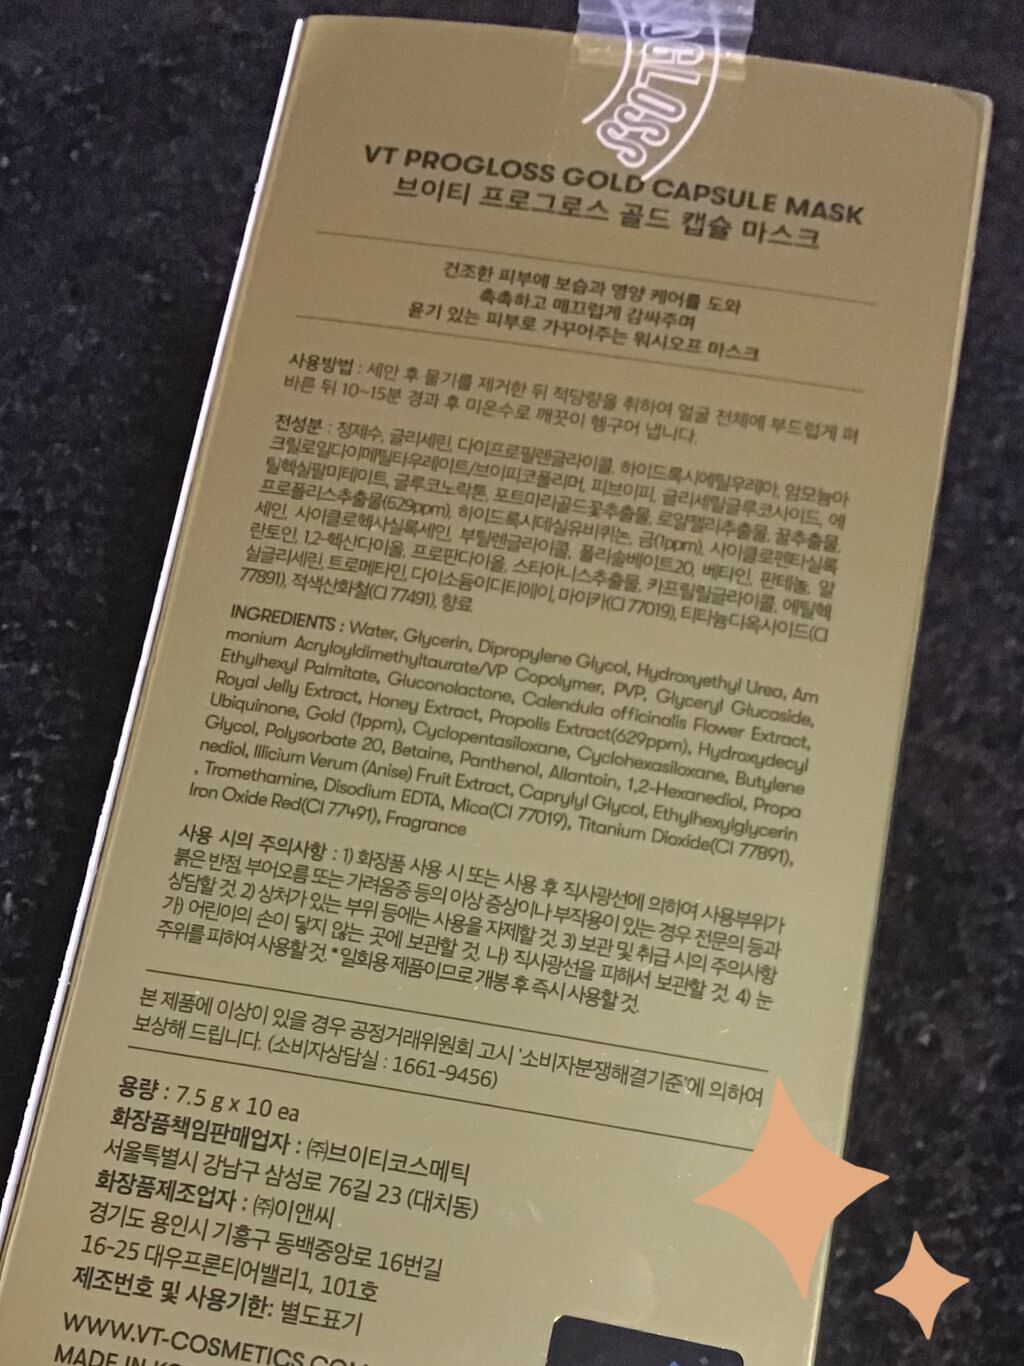 NGLOSS
VT PROGLOSS GOLD CAPSULE MASK
브이티 프로그로스 골드 캡슐 마스크
건조한 피부에 보습과 영양 케어를 도와
촉촉하고 매끄럽게 감싸주며
윤기 있는 피부로 가꾸어주는 워시오프 마스크
사용방법 : 세안 후 물기를 제거한 뒤 적당량을 취하여 얼굴 전체에 부드럽게 펴
바른 뒤 10~15분 경과 후 미온수로 깨끗이 헹구어 냅니다.
전성분 : 정제수, 글리세린, 다이프로필렌글라이콜, 하이드록시에틸우레아, 암모늄아
크릴로일다이메틸타우레이트/브이피코폴리머, 피브이피, 글리세릴글루코사이드, 에
틸헥실팔미테이트, 글루코노락톤, 포트마리골드꽃추출물, 로얄젤리추출물, 꿀추출물,
프로폴리스추출물(629ppm), 하이드록시데실유비퀴논, 금(1ppm), 사이클로펜타실록
세인, 사이클로헥사실록세인, 부틸렌글라이콜, 폴리솔베이트20, 베타인, 판테놀, 알
란토인, 1,2-헥산다이올, 프로판다이올, 스타아니스추출물, 카프릴릴글라이콜, 에틸헥
실글리세린, 트로메타민, 다이소듐이디티에이, 마이카(CI 77019), 티타늄디옥사이드(CI
77891), 적색산화철(CI 77491), 향료
INGREDIENTS : Water, Glycerin, Dipropylene Glycol, Hydroxyethyl Urea, Am
monium Acryloyldimethyltaurate/VP Copolymer, PVP, Glyceryl Glucoside,
Ethylhexyl Palmitate, Gluconolactone, Calendula officinalis Flower Extract,
Royal Jelly Extract, Honey Extract, Propolis Extract(629ppm), Hydroxydecyl
Ubiquinone, Gold (1ppm), Cyclopentasiloxane, Cyclohexasiloxane, Butylene
Glycol, Polysorbate 20, Betaine, Panthenol, Allantoin, 1,2-Hexanediol, Propa
nediol, Illicium Verum (Anise) Fruit Extract, Caprylyl Glycol, Ethylhexylglycerin
, Tromethamine, Disodium EDTA, Mica(CI 77019), Titanium Dioxide(CI 77891),
Iron Oxide Red(CI 77491), Fragrance
사용 시의 주의사항 : 1) 화장품 사용 시 또는 사용 후 직사광선에 의하여 사용부위가
붉은 반점, 부어오름 또는 가려움증 등의 이상 증상이나 부작용이 있는 경우 전문의 등과
상담할 것. 2) 상처가 있는 부위 등에는 사용을 자제할 것. 3) 보관 및 취급 시의 주의사항
가) 어린이의 손이 닿지 않는 곳에 보관할 것. 나) 직사광선을 피해서 보관할 것. 4) 눈
주위를 피하여 사용할 것. * 일회용 제품이므로 개봉 후 즉시 사용할 것.
본 제품에 이상이 있을 경우 공정거래위원회 고시 '소비자분쟁해결기준'에 의하여
보상해 드립니다. (소비자상담실 : 1661-9456)
용량 : 7.5 g x 10 ea
화장품책임판매업자 : ㈜브이티코스메틱
서울특별시 강남구 삼성로 76길 23 (대치동)
화장품제조업자 : ㈜이앤씨
경기도 용인시 기흥구 동백중앙로 16번길
16-25 대우프론티어밸리1, 101호
제조번호 및 사용기한: 별도표기
WWW.VT-COSMETICS.COM
MADE IN